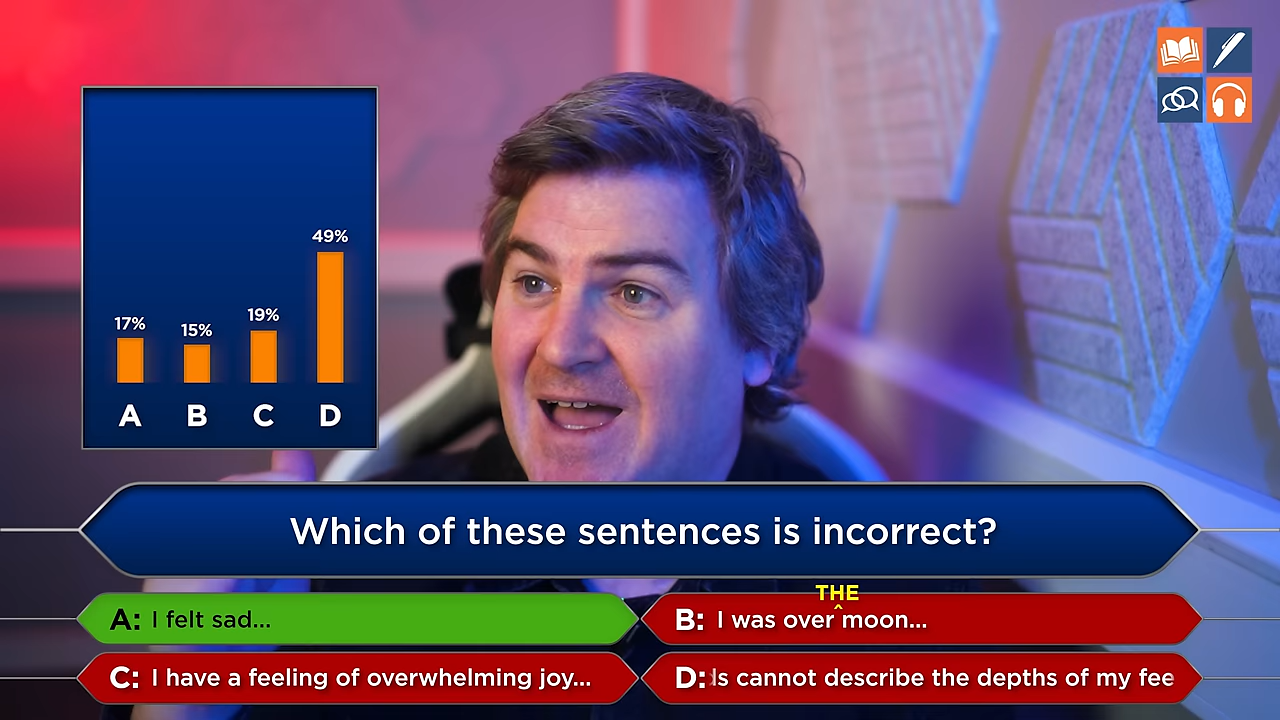 49%
19%
17%
15%
A B C D
Which of these sentences is incorrect?
A: I felt sad...
THE
^
B: I was over moon...
C: I have a feeling of overwhelming joy...
D: ls cannot describe the depths of my fee